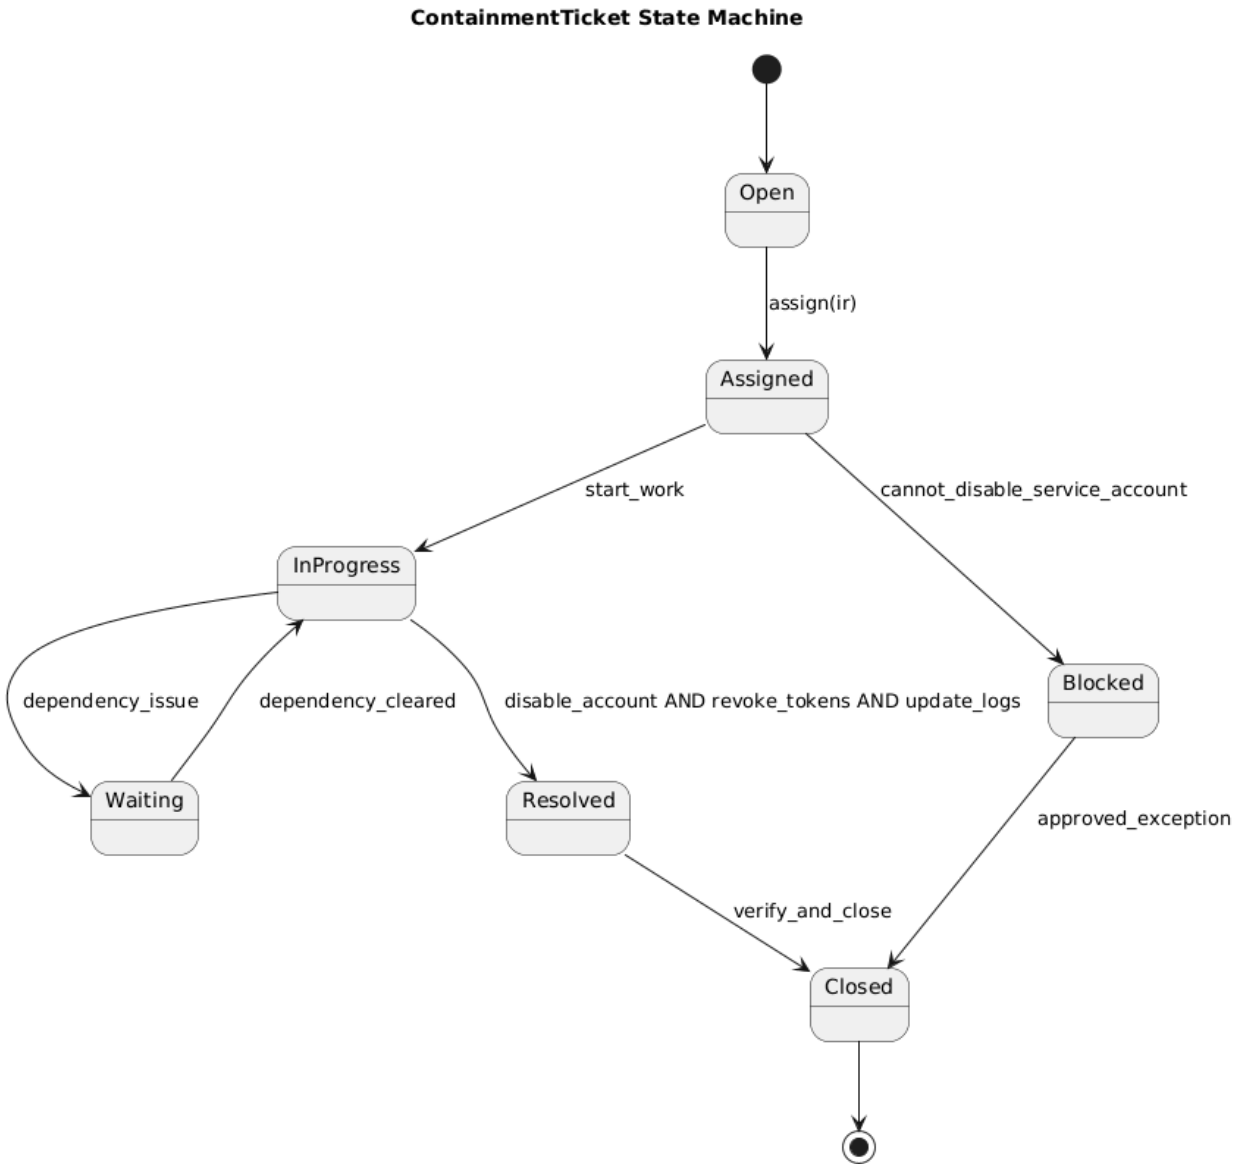 ContainmentTicket State Machine
Open
assign(ir)
Assigned
start_work
cannot_disable_service_account
InProgress
Blocked
dependency_issue
dependency_cleared
disable_account AND revoke_tokens AND update_logs
Waiting
Resolved
approved_exception
verify_and_close
Closed